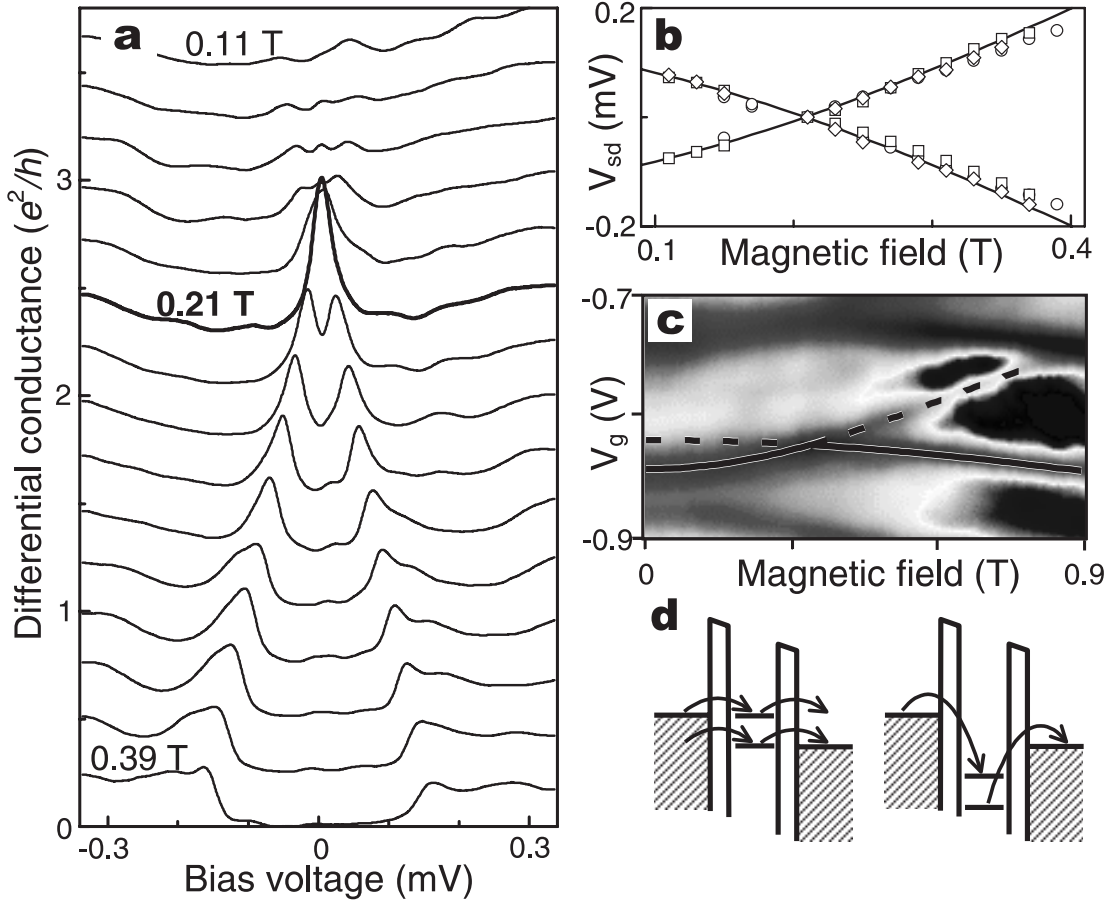 a
0.11 T
0.21 T
0.39 T
3
2
1
0
-0.3
0
0.3
Differential conductance (e²/h)
Bias voltage (mV)
b
0.2
-0.2
V_sd (mV)
0.1
Magnetic field (T)
0.4
c
-0.7
-0.9
V_g (V)
0
Magnetic field (T)
0.9
d